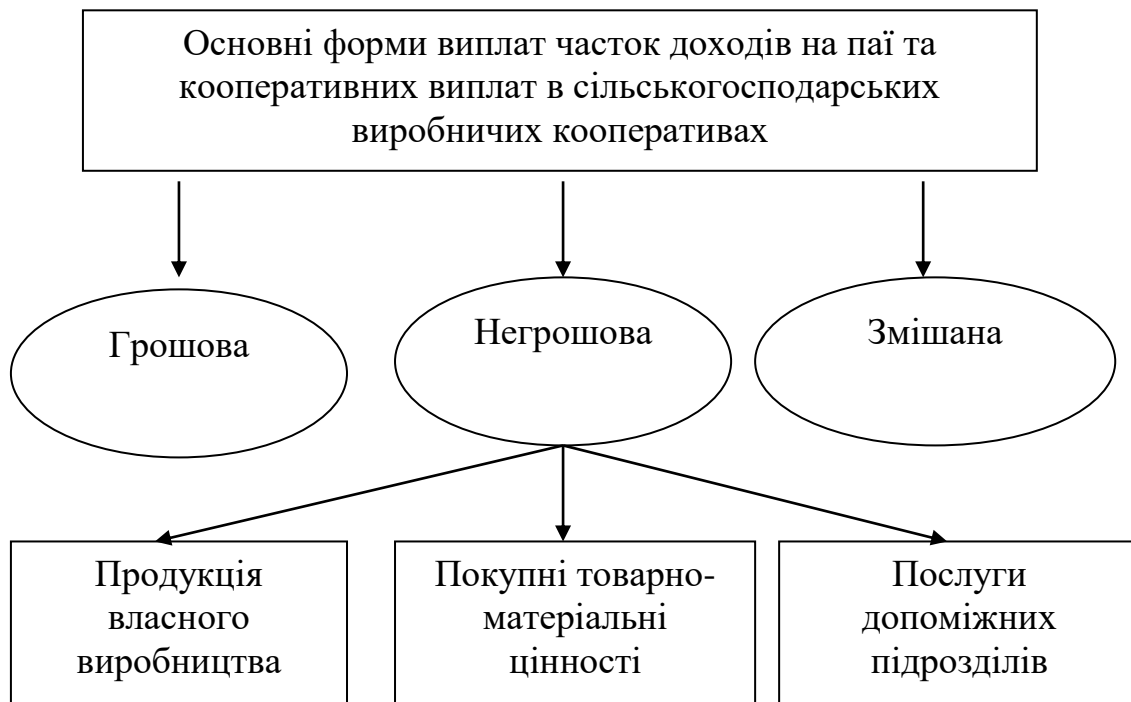 Основні форми виплат часток доходів на паї та
кооперативних виплат в сільськогосподарських
виробничих кооперативах
Грошова
Негрошова
Змішана
Продукція
власного
виробництва
Покупні товарно-
матеріальні
цінності
Послуги
допоміжних
підрозділів